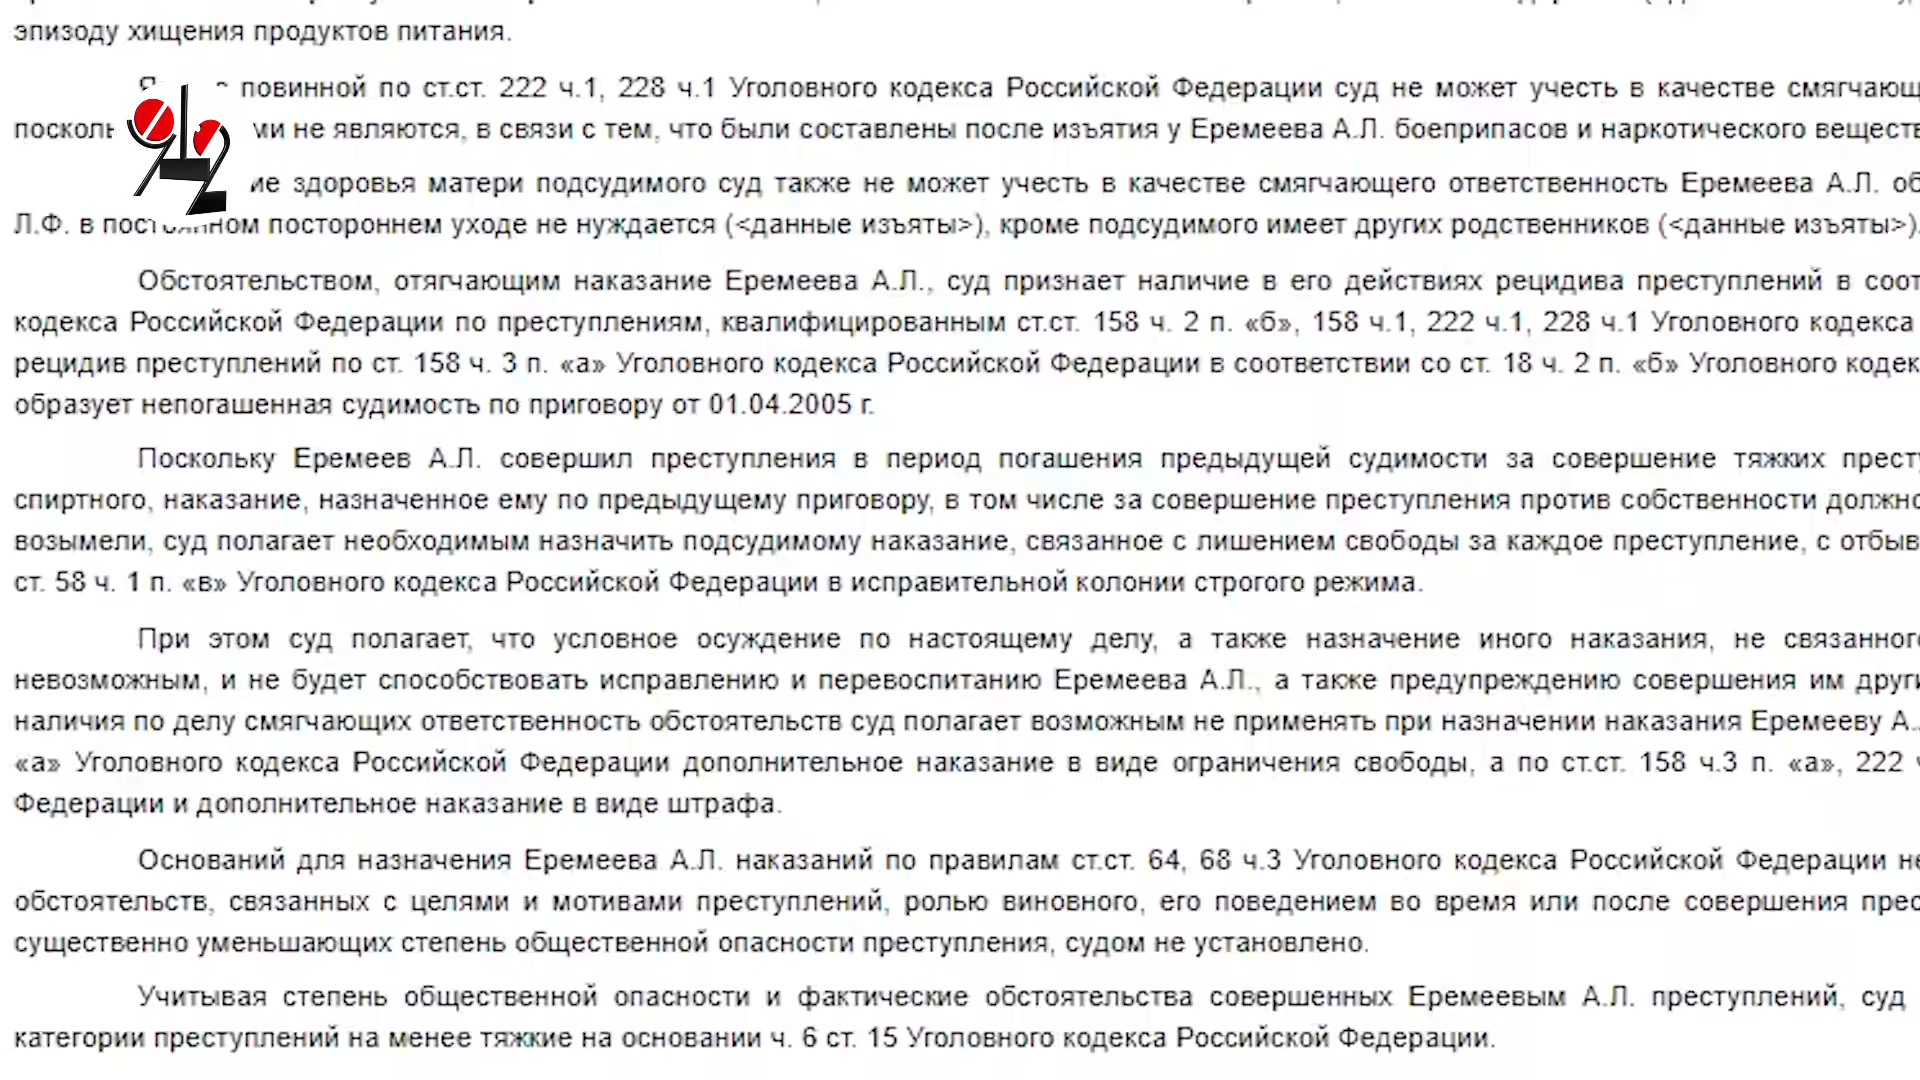 эпизоду хищения продуктов питания.
повинной по ст.ст. 222 ч.1, 228 ч.1 Уголовного кодекса Российской Федерации суд не может учесть в качестве смягчающ
посколь ми не являются, в связи с тем, что были составлены после изъятия у Еремеева А.Л. боеприпасов и наркотического веществ
ие здоровья матери подсудимого суд также не может учесть в качестве смягчающего ответственность Еремеева А.Л. об
Л.Ф. в постоянном постороннем уходе не нуждается (<данные изъяты>), кроме подсудимого имеет других родственников (<данные изъяты>).
Обстоятельством, отягчающим наказание Еремеева А.Л., суд признает наличие в его действиях рецидива преступлений в соот
кодекса Российской Федерации по преступлениям, квалифицированным ст.ст. 158 ч. 2 п. «б», 158 ч.1, 222 ч.1, 228 ч.1 Уголовного кодекса
рецидив преступлений по ст. 158 ч. 3 п. «а» Уголовного кодекса Российской Федерации в соответствии со ст. 18 ч. 2 п. «б» Уголовного кодек
образует непогашенная судимость по приговору от 01.04.2005 г.
Поскольку Еремеев А.Л. совершил преступления в период погашения предыдущей судимости за совершение тяжких престу
спиртного, наказание, назначенное ему по предыдущему приговору, в том числе за совершение преступления против собственности должно
возымели, суд полагает необходимым назначить подсудимому наказание, связанное с лишением свободы за каждое преступление, с отбыв
ст. 58 ч. 1 п. «в» Уголовного кодекса Российской Федерации в исправительной колонии строгого режима.
При этом суд полагает, что условное осуждение по настоящему делу, а также назначение иного наказания, не связанного
невозможным, и не будет способствовать исправлению и перевоспитанию Еремеева А.Л., а также предупреждению совершения им други
наличия по делу смягчающих ответственность обстоятельств суд полагает возможным не применять при назначении наказания Еремееву А.
«а» Уголовного кодекса Российской Федерации дополнительное наказание в виде ограничения свободы, а по ст.ст. 158 ч.3 п. «а», 222 ч
Федерации и дополнительное наказание в виде штрафа.
Оснований для назначения Еремеева А.Л. наказаний по правилам ст.ст. 64, 68 ч.3 Уголовного кодекса Российской Федерации не
обстоятельств, связанных с целями и мотивами преступлений, ролью виновного, его поведением во время или после совершения прес
существенно уменьшающих степень общественной опасности преступления, судом не установлено.
Учитывая степень общественной опасности и фактические обстоятельства совершенных Еремеевым А.Л. преступлений, суд
категории преступлений на менее тяжкие на основании ч. 6 ст. 15 Уголовного кодекса Российской Федерации.